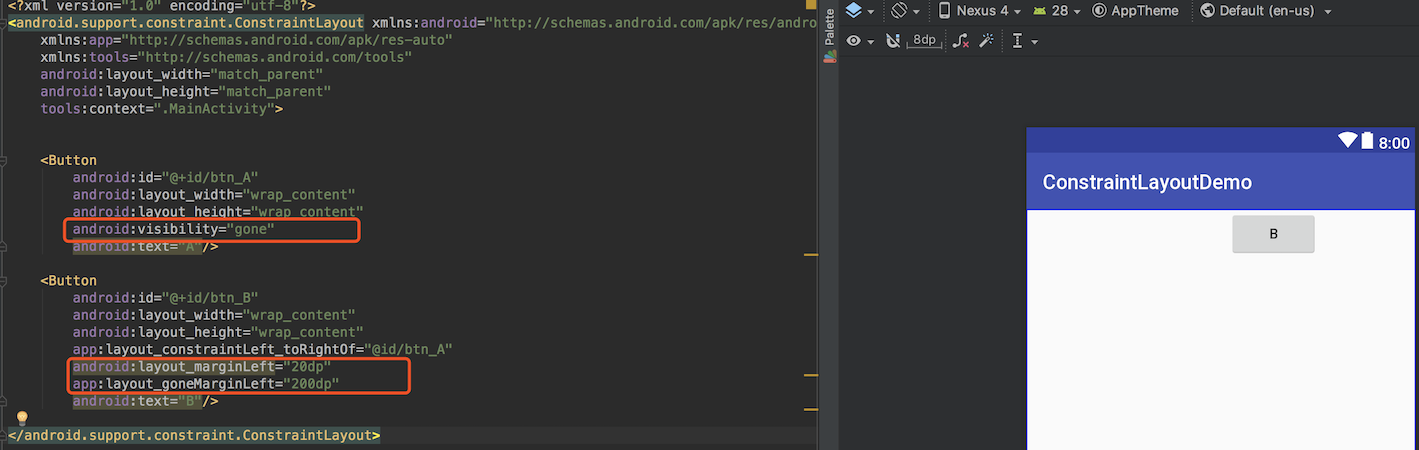 <?xml version="1.0" encoding="utf-8"?>
<android.support.constraint.ConstraintLayout xmlns:android="http://schemas.android.com/apk/res/andro
xmlns:app="http://schemas.android.com/apk/res-auto"
xmlns:tools="http://schemas.android.com/tools"
android:layout_width="match_parent"
android:layout_height="match_parent"
tools:context=".MainActivity">
<Button
android:id="@+id/btn_A"
android:layout_width="wrap_content"
android:layout_height="wrap_content"
android:visibility="gone"
android:text="A"/>
<Button
android:id="@+id/btn_B"
android:layout_width="wrap_content"
android:layout_height="wrap_content"
app:layout_constraintLeft_toRightOf="@id/btn_A"
android:layout_marginLeft="20dp"
app:layout_goneMarginLeft="200dp"
android:text="B"/>
</android.support.constraint.ConstraintLayout>
Palette
Nexus 4 28 AppTheme Default (en-us)
8dp
8:00
ConstraintLayoutDemo
B